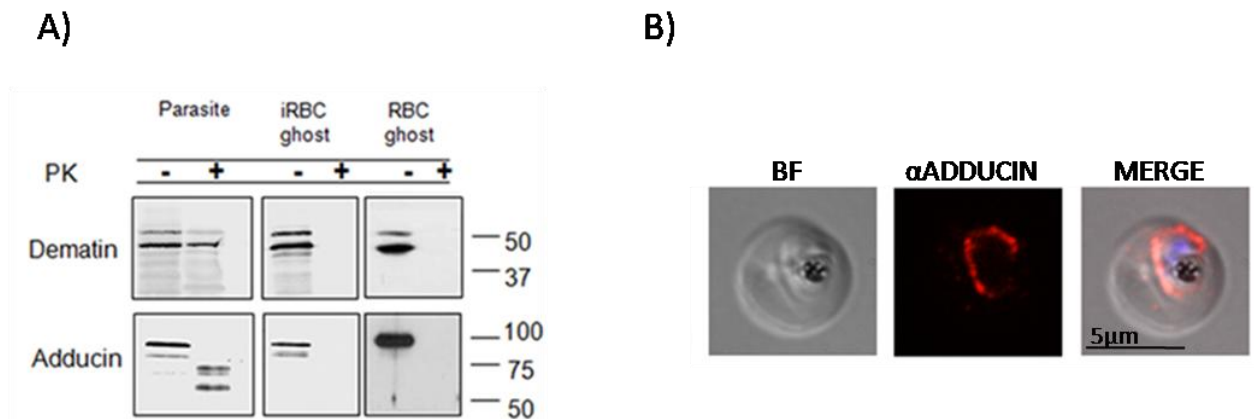 A)
B)
Parasite iRBC ghost RBC ghost
PK - + - + - +
Dematin 50 37
Adducin 100 75 50
BF αADDUCIN MERGE
5μm